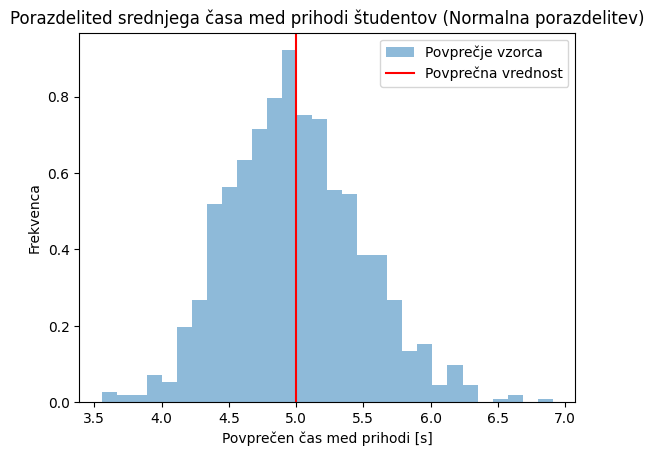 Porazdelited srednjega časa med prihodi študentov (Normalna porazdelitev)
Povprečje vzorca
Povprečna vrednost
0.8
0.6
0.4
0.2
0.0
Frekvenca
3.5 4.0 4.5 5.0 5.5 6.0 6.5 7.0
Povprečen čas med prihodi [s]